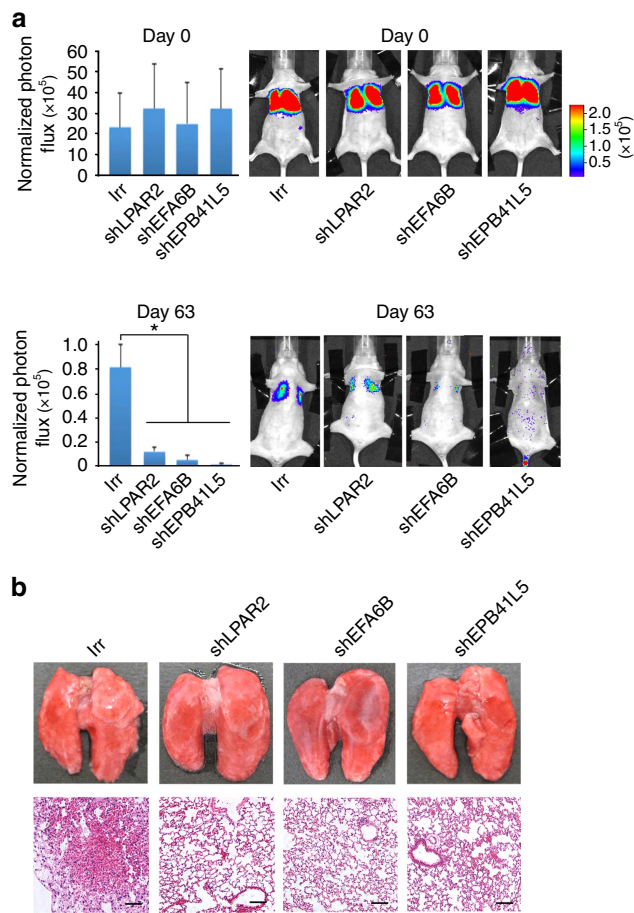 a
Day 0
Day 0
Normalized photon
flux (×10⁵)
60
50
40
30
20
10
0
Irr
shLPAR2
shEFA6B
shEPB41L5
Irr
shLPAR2
shEFA6B
shEPB41L5
2.0
1.0
0.5
(×10⁵)
Day 63
Day 63
*
Normalized photon
flux (×10⁵)
1.0
0.8
0.6
0.4
0.2
0
Irr
shLPAR2
shEFA6B
shEPB41L5
Irr
shLPAR2
shEFA6B
shEPB41L5
b
Irr
shLPAR2
shEFA6B
shEPB41L5